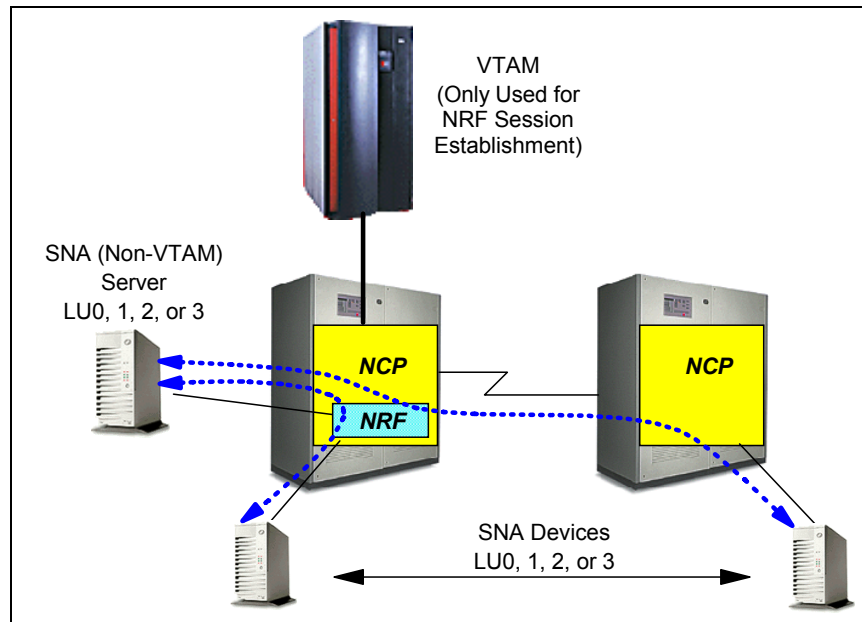 VTAM
(Only Used for
NRF Session
Establishment)
SNA (Non-VTAM)
Server
LU0, 1, 2, or 3
NCP
NRF
NCP
SNA Devices
LU0, 1, 2, or 3